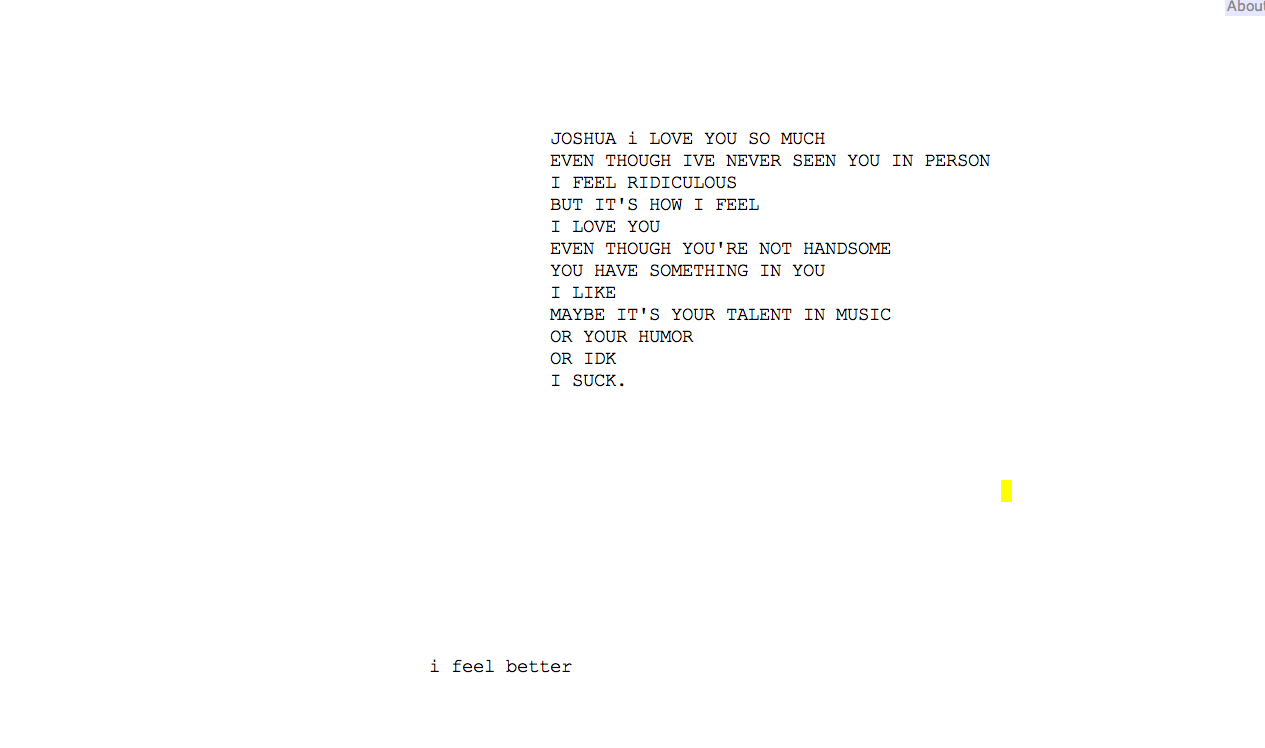 About
JOSHUA i LOVE YOU SO MUCH
EVEN THOUGH IVE NEVER SEEN YOU IN PERSON
I FEEL RIDICULOUS
BUT IT'S HOW I FEEL
I LOVE YOU
EVEN THOUGH YOU'RE NOT HANDSOME
YOU HAVE SOMETHING IN YOU
I LIKE
MAYBE IT'S YOUR TALENT IN MUSIC
OR YOUR HUMOR
OR IDK
I SUCK.
i feel better